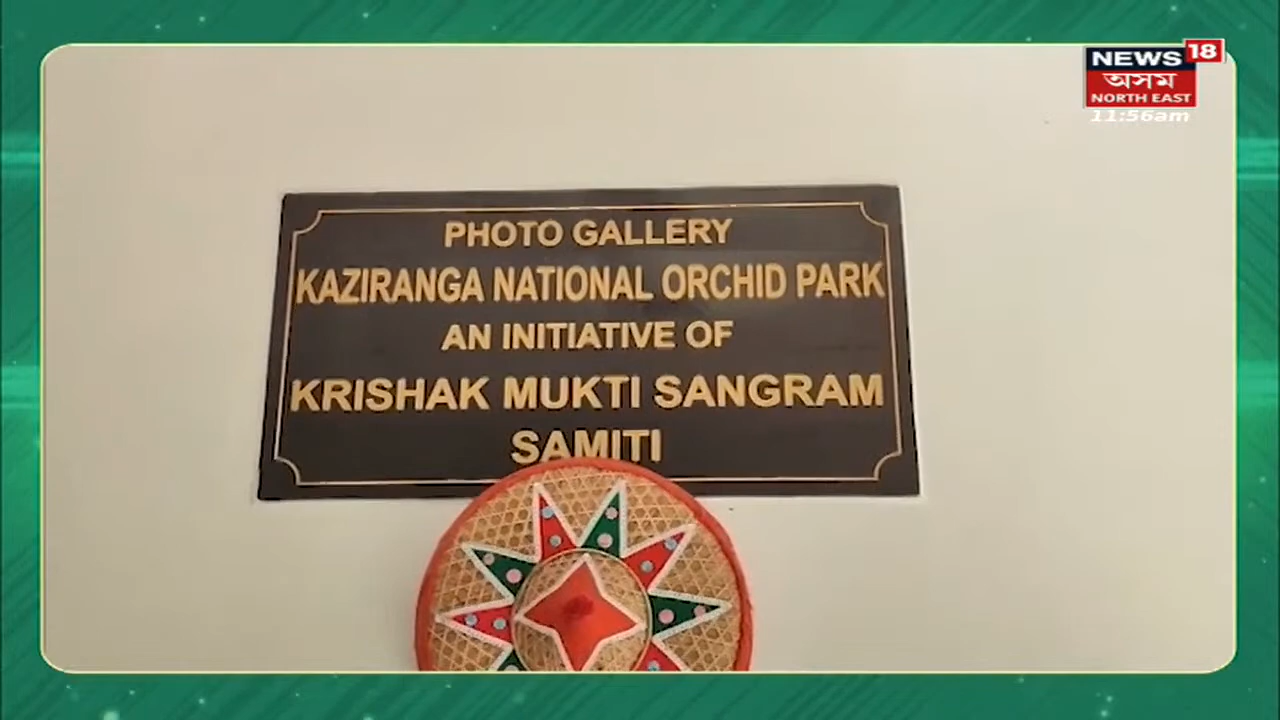 NEWS 18
অসম
NORTH EAST
11:56am
PHOTO GALLERY
KAZIRANGA NATIONAL ORCHID PARK
AN INITIATIVE OF
KRISHAK MUKTI SANGRAM
SAMITI